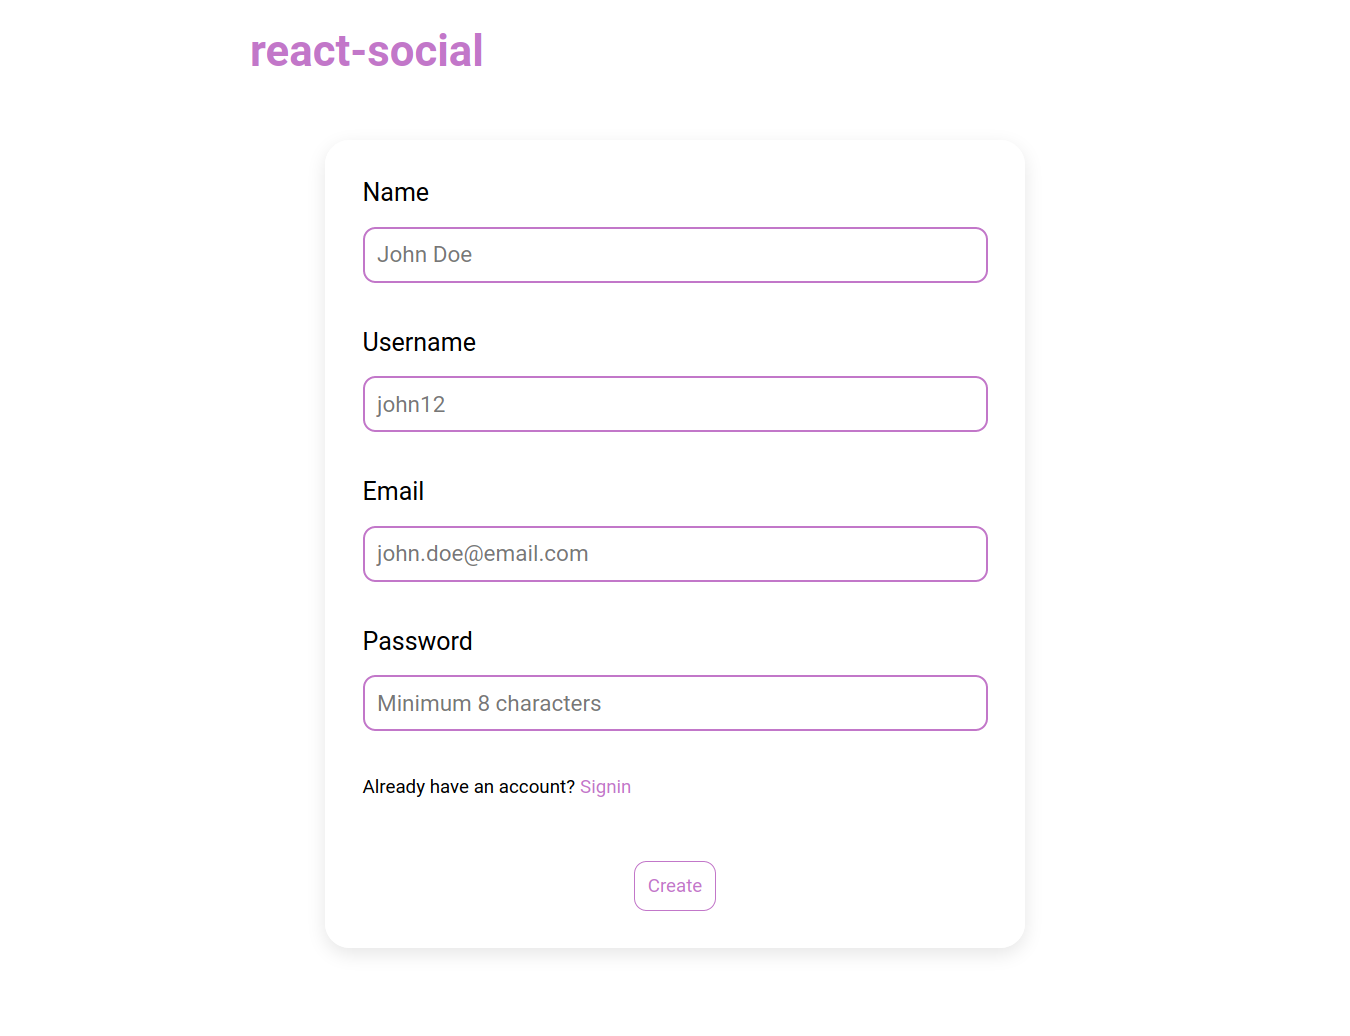 react-social
Name
John Doe
Username
john12
Email
john.doe@email.com
Password
Minimum 8 characters
Already have an account? Signin
Create